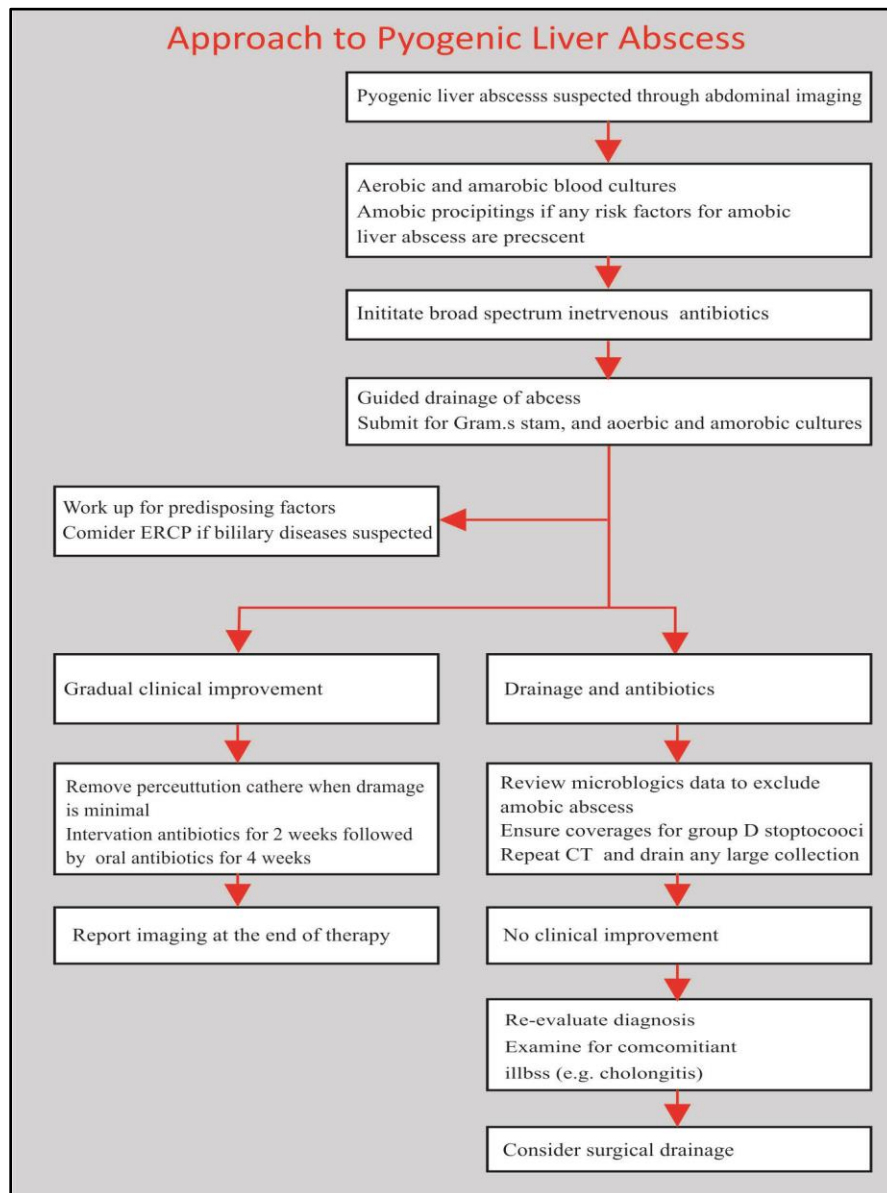 Approach to Pyogenic Liver Abscess
Pyogenic liver abscesss suspected through abdominal imaging
Aerobic and amarobic blood cultures
Amobic procipitings if any risk factors for amobic
liver abscess are precscent
Inititate broad spectrum inetrvenous antibiotics
Guided drainage of abcess
Submit for Gram.s stam, and aoerbic and amorobic cultures
Work up for predisposing factors
Comider ERCP if bililary diseases suspected
Gradual clinical improvement
Remove perceuttution cathere when dramage
is minimal
Intervation antibiotics for 2 weeks followed
by oral antibiotics for 4 weeks
Report imaging at the end of therapy
Drainage and antibiotics
Review microblogics data to exclude
amobic abscess
Ensure coverages for group D stoptocooci
Repeat CT and drain any large collection
No clinical improvement
Re-evaluate diagnosis
Examine for comcomitiant
illbss (e.g. cholongitis)
Consider surgical drainage